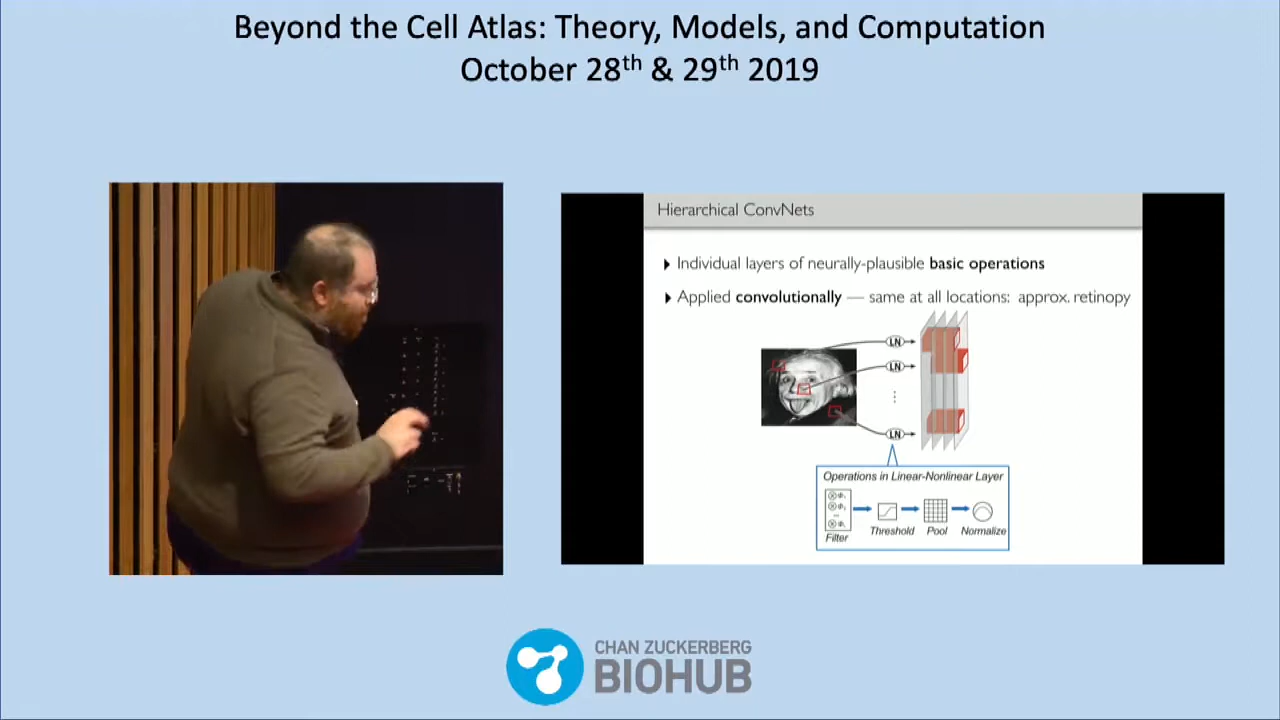 Beyond the Cell Atlas: Theory, Models, and Computation
October 28th & 29th 2019
Hierarchical ConvNets
Individual layers of neurally-plausible basic operations
Applied convolutionally — same at all locations: approx. retinopy
LN
LN
LN
Operations in Linear-Nonlinear Layer
Filter
Threshold
Pool
Normalize
CHAN ZUCKERBERG
BIOHUB